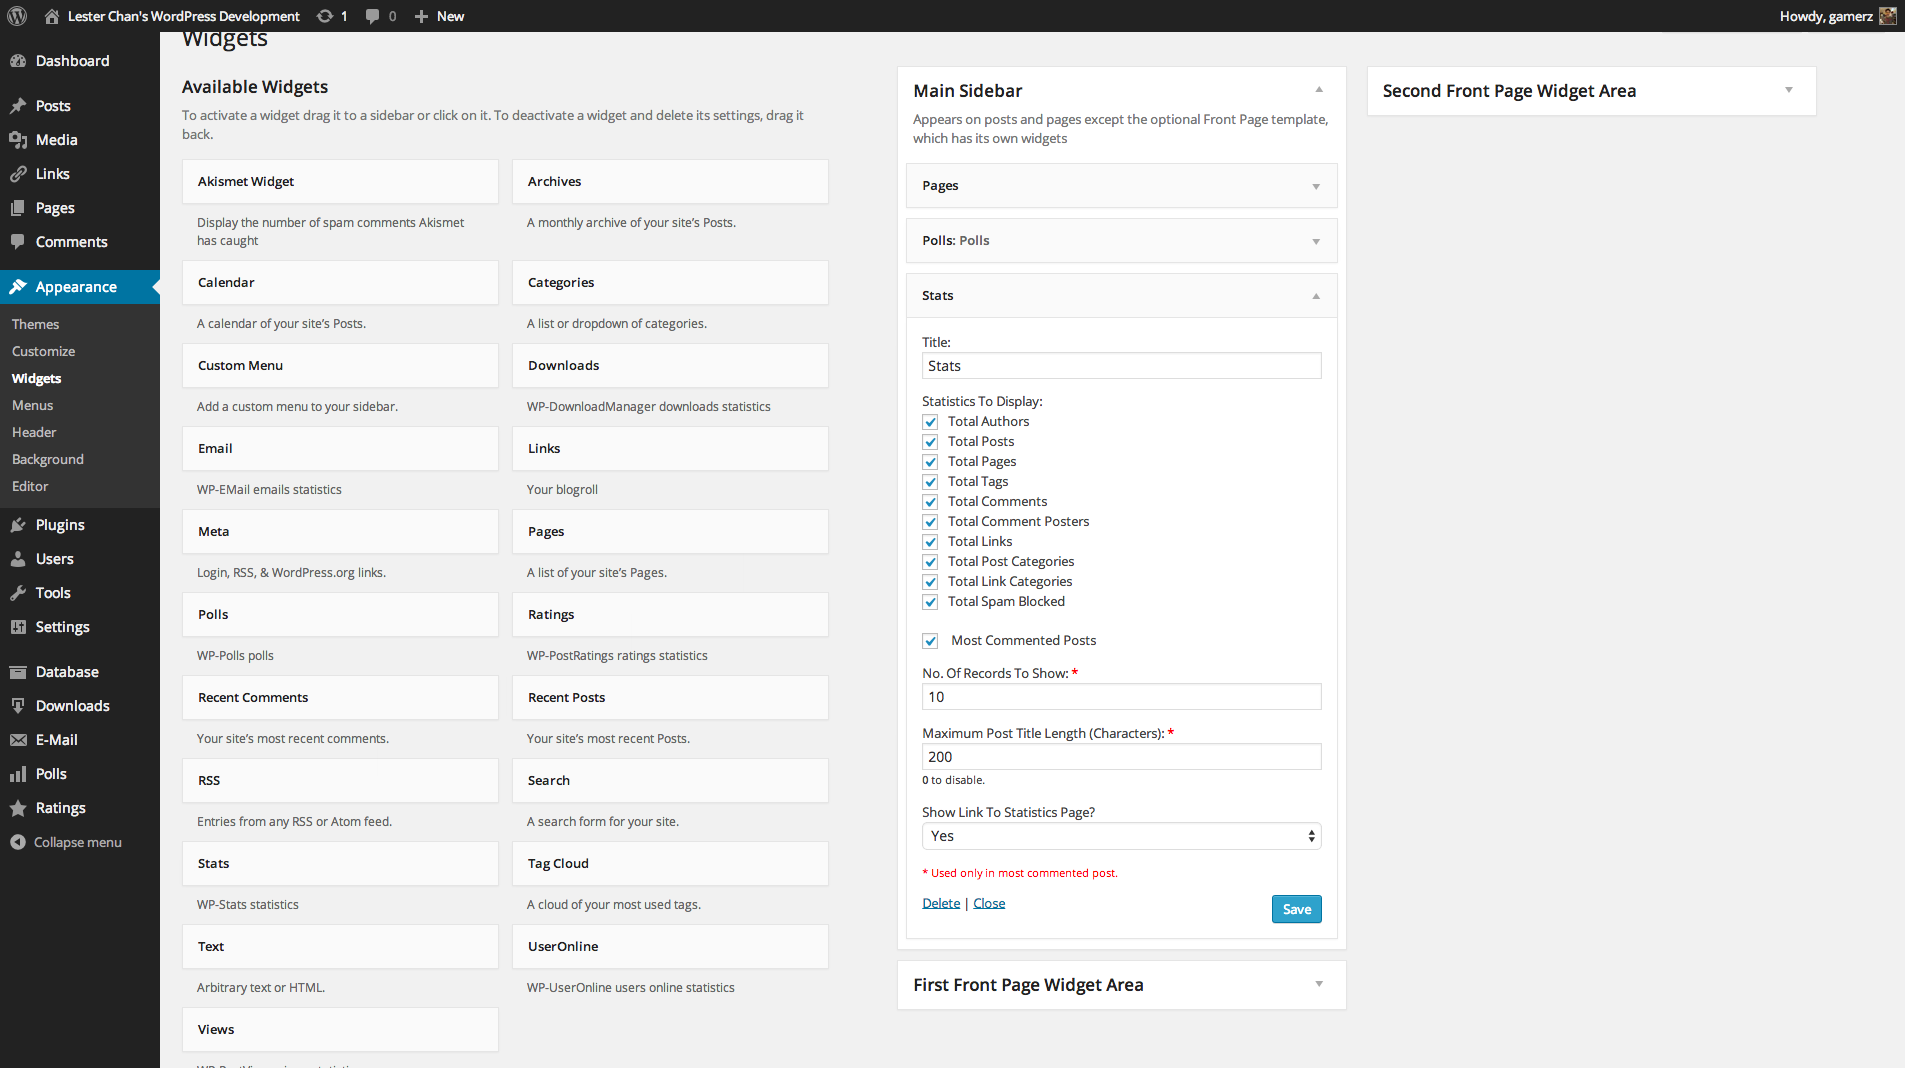 Lester Chan's WordPress Development 1 0 New
Howdy, gamerz
Dashboard
Posts
Media
Links
Pages
Comments
Appearance
Themes
Customize
Widgets
Menus
Header
Background
Editor
Plugins
Users
Tools
Settings
Database
Downloads
E-Mail
Polls
Ratings
Collapse menu
Widgets
Available Widgets
To activate a widget drag it to a sidebar or click on it. To deactivate a widget and delete its settings, drag it
back.
Akismet Widget
Display the number of spam comments Akismet
has caught
Archives
A monthly archive of your site’s Posts.
Calendar
A calendar of your site’s Posts.
Categories
A list or dropdown of categories.
Custom Menu
Add a custom menu to your sidebar.
Downloads
WP-DownloadManager downloads statistics
Email
WP-EMail emails statistics
Links
Your blogroll
Meta
Login, RSS, & WordPress.org links.
Pages
A list of your site’s Pages.
Polls
WP-Polls polls
Ratings
WP-PostRatings ratings statistics
Recent Comments
Your site’s most recent comments.
Recent Posts
Your site’s most recent Posts.
RSS
Entries from any RSS or Atom feed.
Search
A search form for your site.
Stats
WP-Stats statistics
Tag Cloud
A cloud of your most used tags.
Text
Arbitrary text or HTML.
UserOnline
WP-UserOnline users online statistics
Views
Main Sidebar
Appears on posts and pages except the optional Front Page template,
which has its own widgets
Pages
Polls: Polls
Stats
Title:
Stats
Statistics To Display:
Total Authors
Total Posts
Total Pages
Total Tags
Total Comments
Total Comment Posters
Total Links
Total Post Categories
Total Link Categories
Total Spam Blocked
Most Commented Posts
No. Of Records To Show: *
10
Maximum Post Title Length (Characters): *
200
0 to disable.
Show Link To Statistics Page?
Yes
* Used only in most commented post.
Delete | Close
Save
First Front Page Widget Area
Second Front Page Widget Area